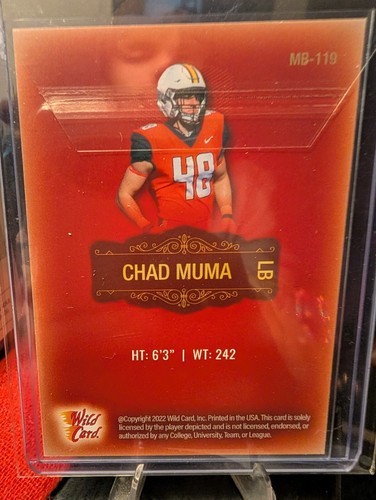 MB-119
48
CHAD MUMA
LB
HT: 6'3" | WT: 242
Wild
Card
@Copyright 2022 Wild Card, Inc. Printed in the USA. This card is solely
licensed by the player depicted and is not licensed, endorsed, or
authorized by any College, University, Team, or League.